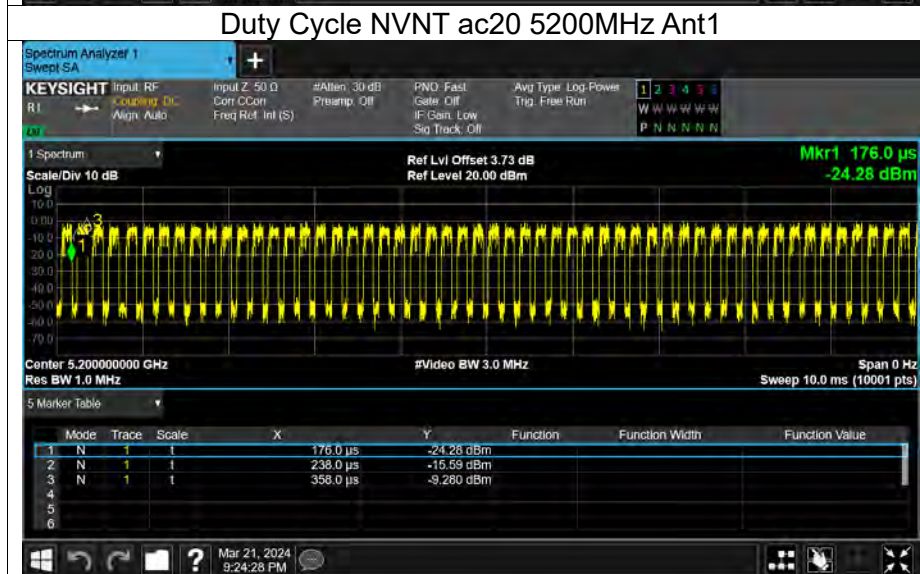 Duty Cycle NVNT ac20 5200MHz Ant1
Spectrum Analyzer 1
Swept SA
+
KEYSIGHT Input: RF Input Z: 50 Ω #Atten: 30 dB PNO: Fast Avg Type: Log-Power 1 2 3 4 5 6
Coupling: DC Corr CCorr Preamp: Off Gate: Off Trig: Free Run W W W W W W
Align: Auto Freq Ref: Int (S) IF Gain: Low
Sig Track: Off P N N N N N
1 Spectrum Ref Lvl Offset 3.73 dB Mkr1 176.0 µs
Scale/Div 10 dB Ref Level 20.00 dBm -24.28 dBm
Log
10.0
0.00
-10.0
-20.0
-30.0
-40.0
-50.0
-60.0
-70.0
3
1
Center 5.200000000 GHz #Video BW 3.0 MHz Span 0 Hz
Res BW 1.0 MHz Sweep 10.0 ms (10001 pts)
5 Marker Table
Mode Trace Scale X Y Function Function Width Function Value
1 N 1 t 176.0 µs -24.28 dBm
2 N 1 t 238.0 µs -15.59 dBm
3 N 1 t 358.0 µs -9.280 dBm
4
5
6
? Mar 21, 2024
9:24:28 PM